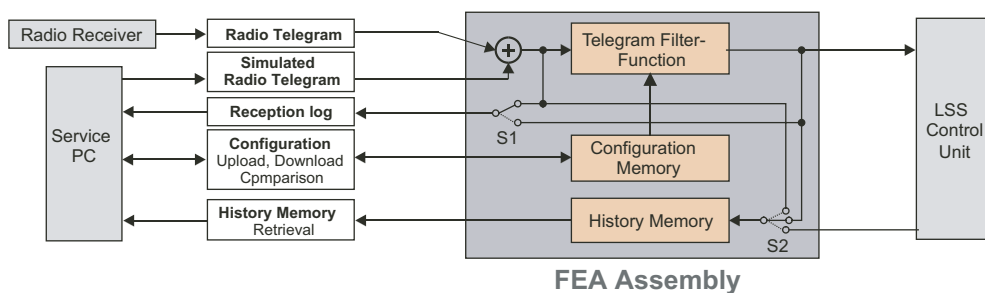 Radio Receiver
Radio Telegram
Simulated
Radio Telegram
Reception log
Configuration
Upload, Download
Cpmparison
History Memory
Retrieval
Service
PC
Telegram Filter-
Function
S1
Configuration
Memory
History Memory
S2
LSS
Control
Unit
FEA Assembly